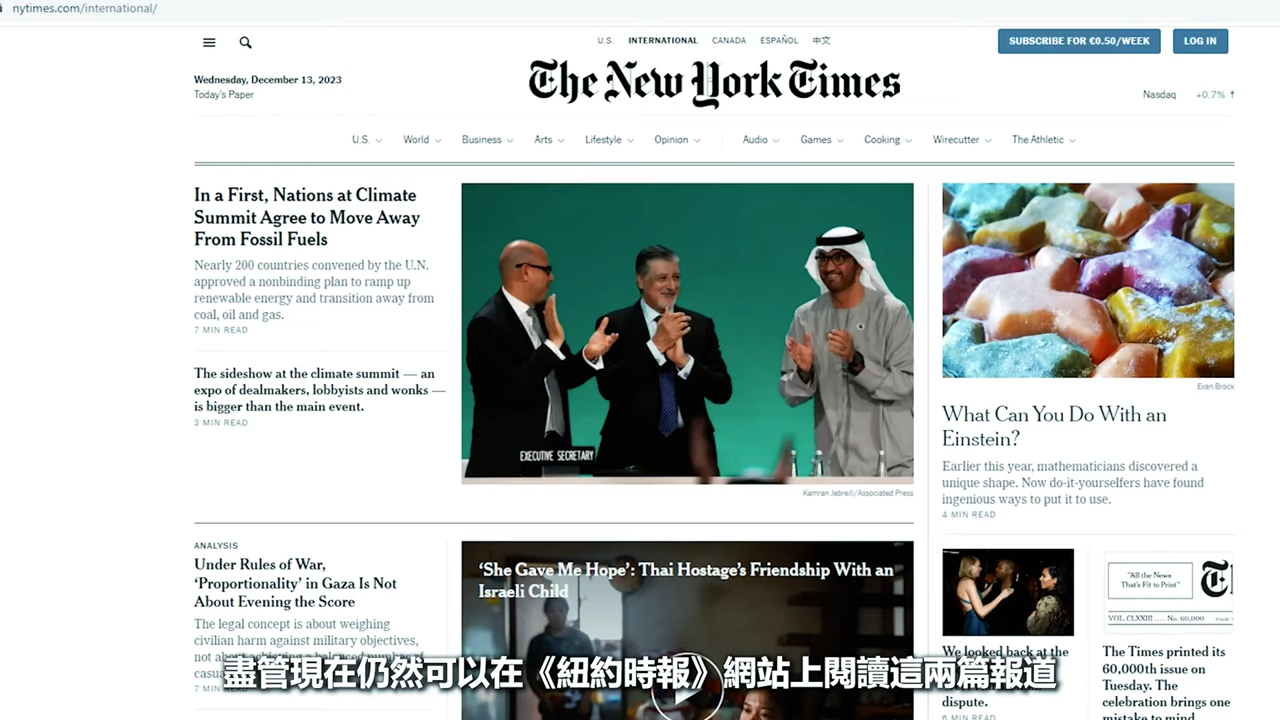 nytimes.com/international/
U.S. INTERNATIONAL CANADA ESPAÑOL 中文
SUBSCRIBE FOR €0.50/WEEK
LOG IN
Wednesday, December 13, 2023
Today's Paper
The New York Times
Nasdaq +0.7% ↑
U.S. World Business Arts Lifestyle Opinion Audio Games Cooking Wirecutter The Athletic
In a First, Nations at Climate
Summit Agree to Move Away
From Fossil Fuels
Nearly 200 countries convened by the U.N.
approved a nonbinding plan to ramp up
renewable energy and transition away from
coal, oil and gas.
7 MIN READ
The sideshow at the climate summit — an
expo of dealmakers, lobbyists and wonks —
is bigger than the main event.
3 MIN READ
EXECUTIVE SECRETARY
Kamran Jebreili/Associated Press
Evan Brock
What Can You Do With an
Einstein?
Earlier this year, mathematicians discovered a
unique shape. Now do-it-yourselfers have found
ingenious ways to put it to use.
4 MIN READ
ANALYSIS
Under Rules of War,
‘Proportionality’ in Gaza Is Not
About Evening the Score
The legal concept is about weighing
civilian harm against military objectives,
7 MIN READ
‘She Gave Me Hope’: Thai Hostage’s Friendship With an
Israeli Child
We looked back at the
dispute.
6 MIN READ
"All the News
That's Fit to Print"
VOL. CLXXIII .... No. 60,000
The Times printed its
60,000th issue on
Tuesday. The
celebration brings one
mistake to mind.
盡管現在仍然可以在《紐約時報》網站上閱讀這兩篇報道